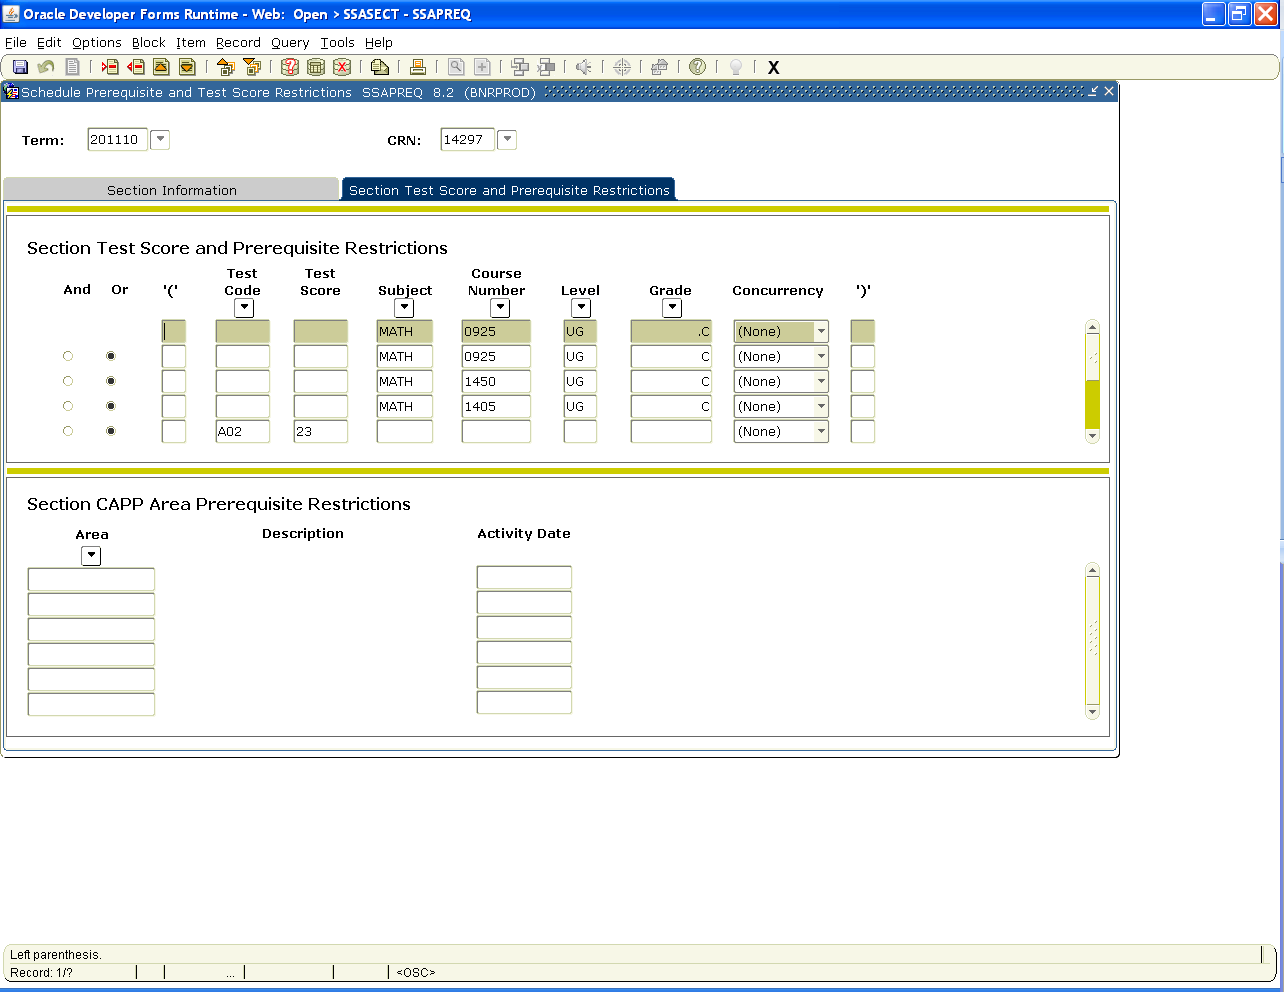 Oracle Developer Forms Runtime - Web: Open > SSASECT - SSAPREQ
File Edit Options Block Item Record Query Tools Help
X
Schedule Prerequisite and Test Score Restrictions SSAPREQ 8.2 (BNRPROD)
Term: 201110 CRN: 14297
Section Information Section Test Score and Prerequisite Restrictions
Section Test Score and Prerequisite Restrictions
And Or '(' Test Code Test Score Subject Course Number Level Grade Concurrency ')'
MATH 0925 UG .C (None)
MATH 0925 UG C (None)
MATH 1450 UG C (None)
MATH 1405 UG C (None)
A02 23 (None)
Section CAPP Area Prerequisite Restrictions
Area Description Activity Date
Left parenthesis.
Record: 1/? ... <OSC>